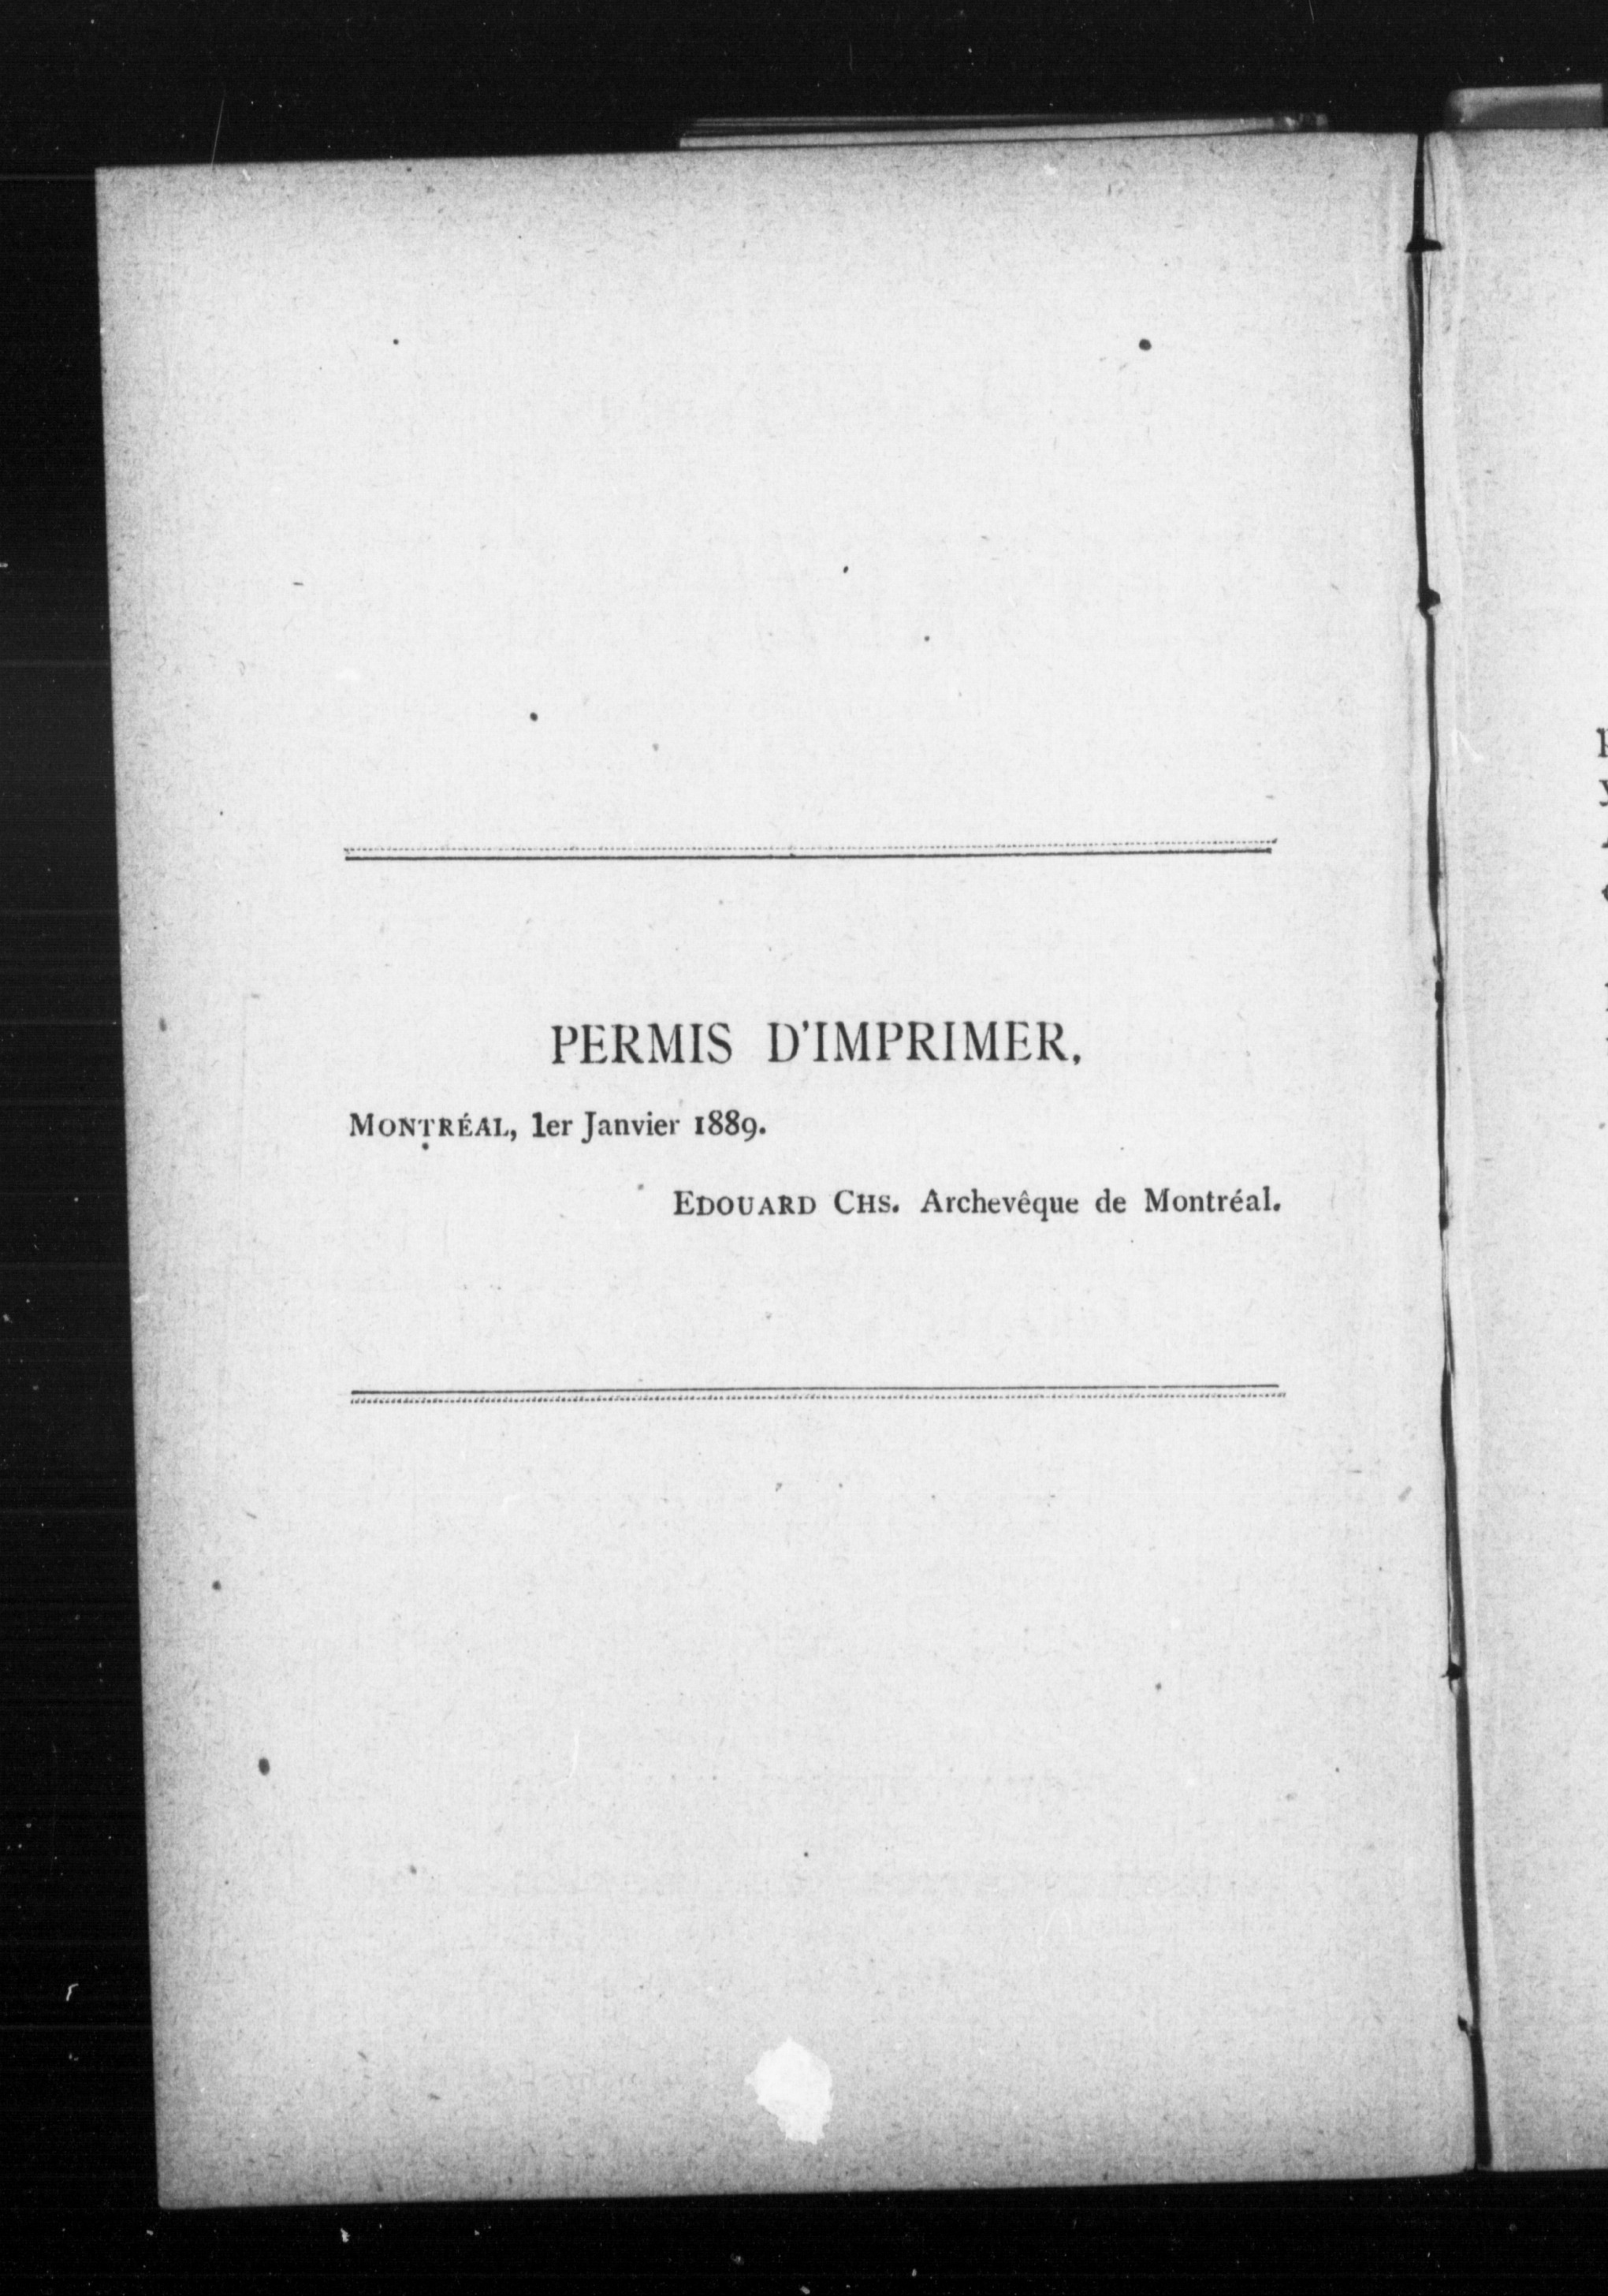 PERMIS D'IMPRIMER,
MONTRÉAL, 1er Janvier 1889.
EDOUARD CHS. Archevêque de Montréal.